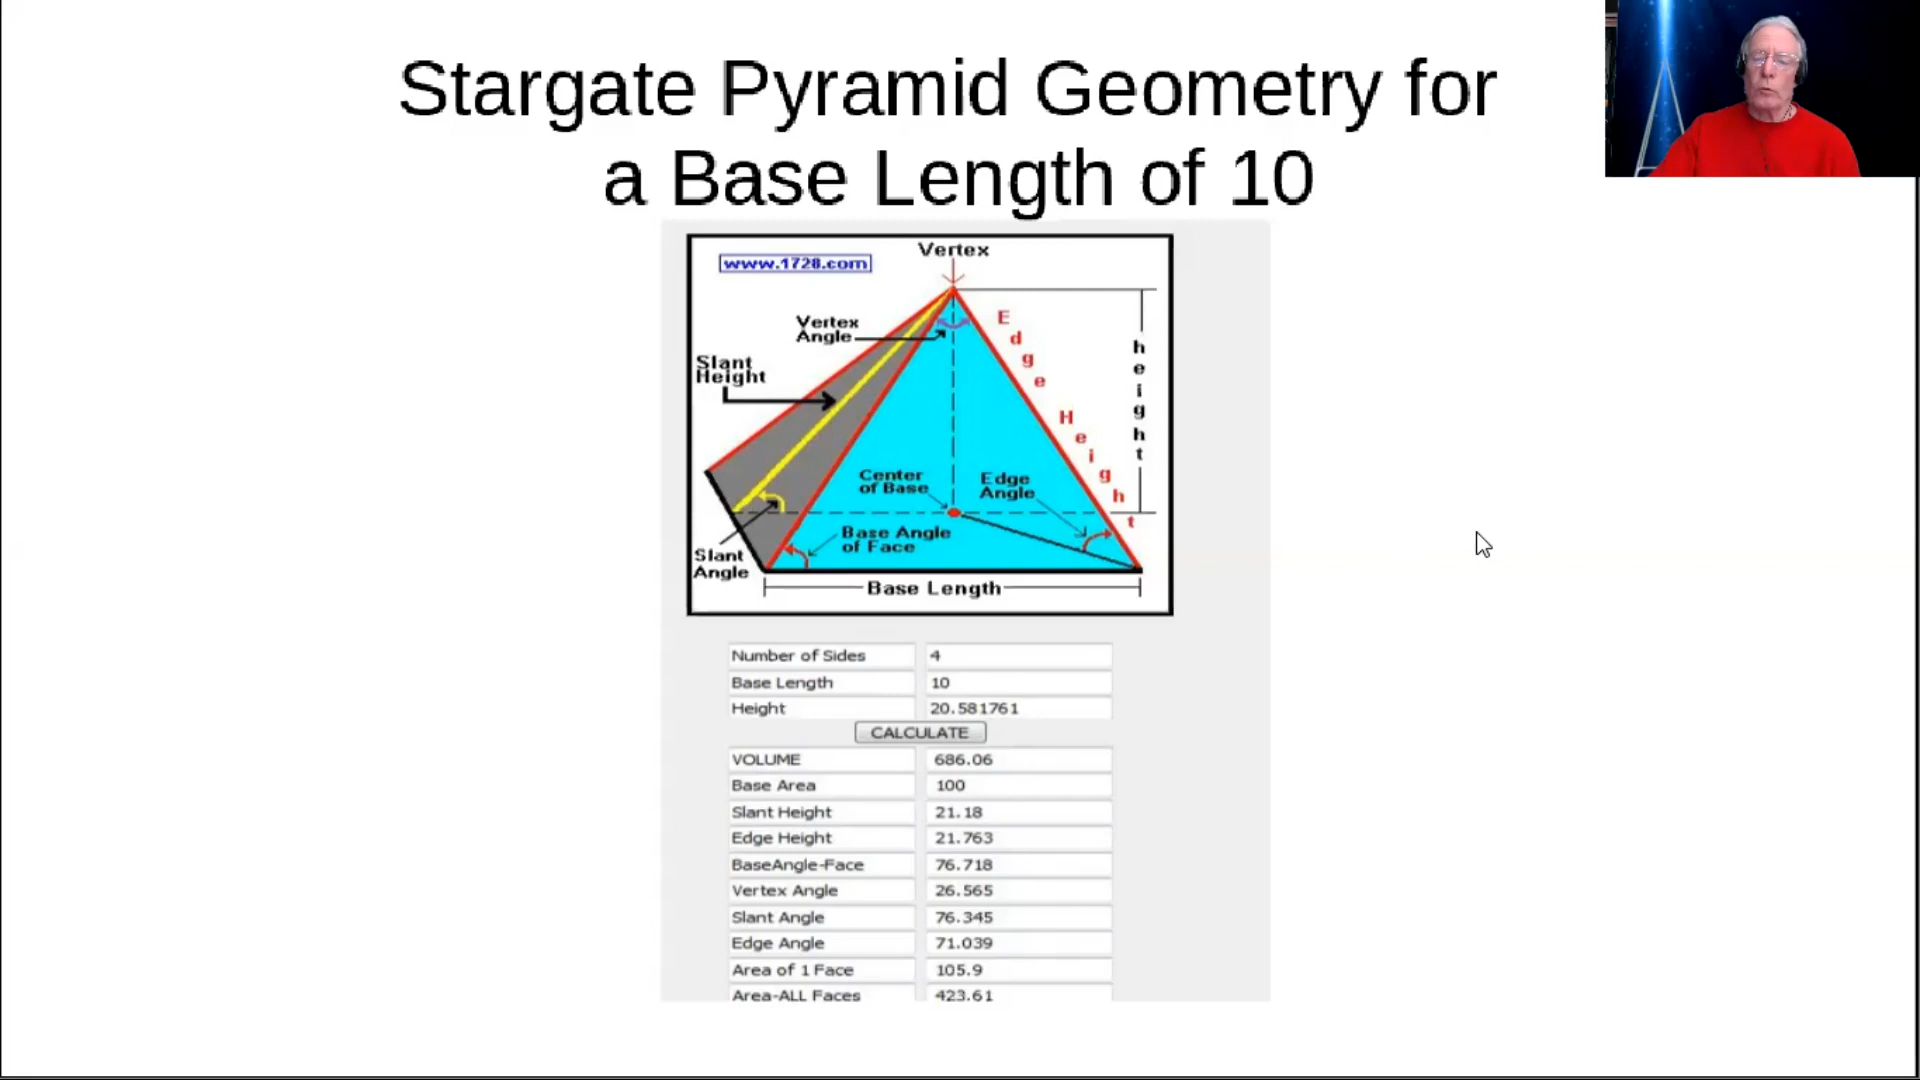 Stargate Pyramid Geometry for
a Base Length of 10
www.1728.com
Vertex
Vertex
Angle
Slant
Height
Edge Height
height
Center
of Base
Edge
Angle
Base Angle
of Face
Slant
Angle
Base Length
Number of Sides 4
Base Length 10
Height 20.581761
CALCULATE
VOLUME 686.06
Base Area 100
Slant Height 21.18
Edge Height 21.763
BaseAngle-Face 76.718
Vertex Angle 26.565
Slant Angle 76.345
Edge Angle 71.039
Area of 1 Face 105.9
Area-ALL Faces 423.61